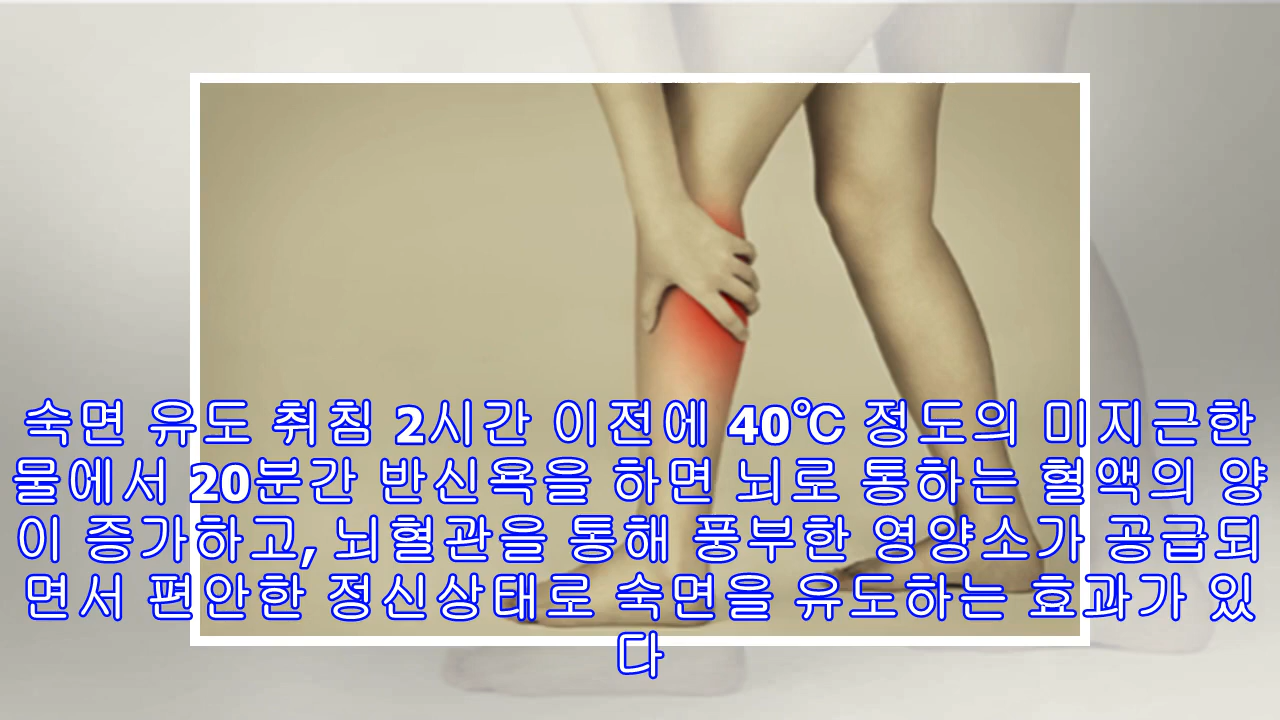 숙면 유도 취침 2시간 이전에 40℃ 정도의 미지근한
물에서 20분간 반신욕을 하면 뇌로 통하는 혈액의 양
이 증가하고, 뇌혈관을 통해 풍부한 영양소가 공급되
면서 편안한 정신상태로 숙면을 유도하는 효과가 있
다